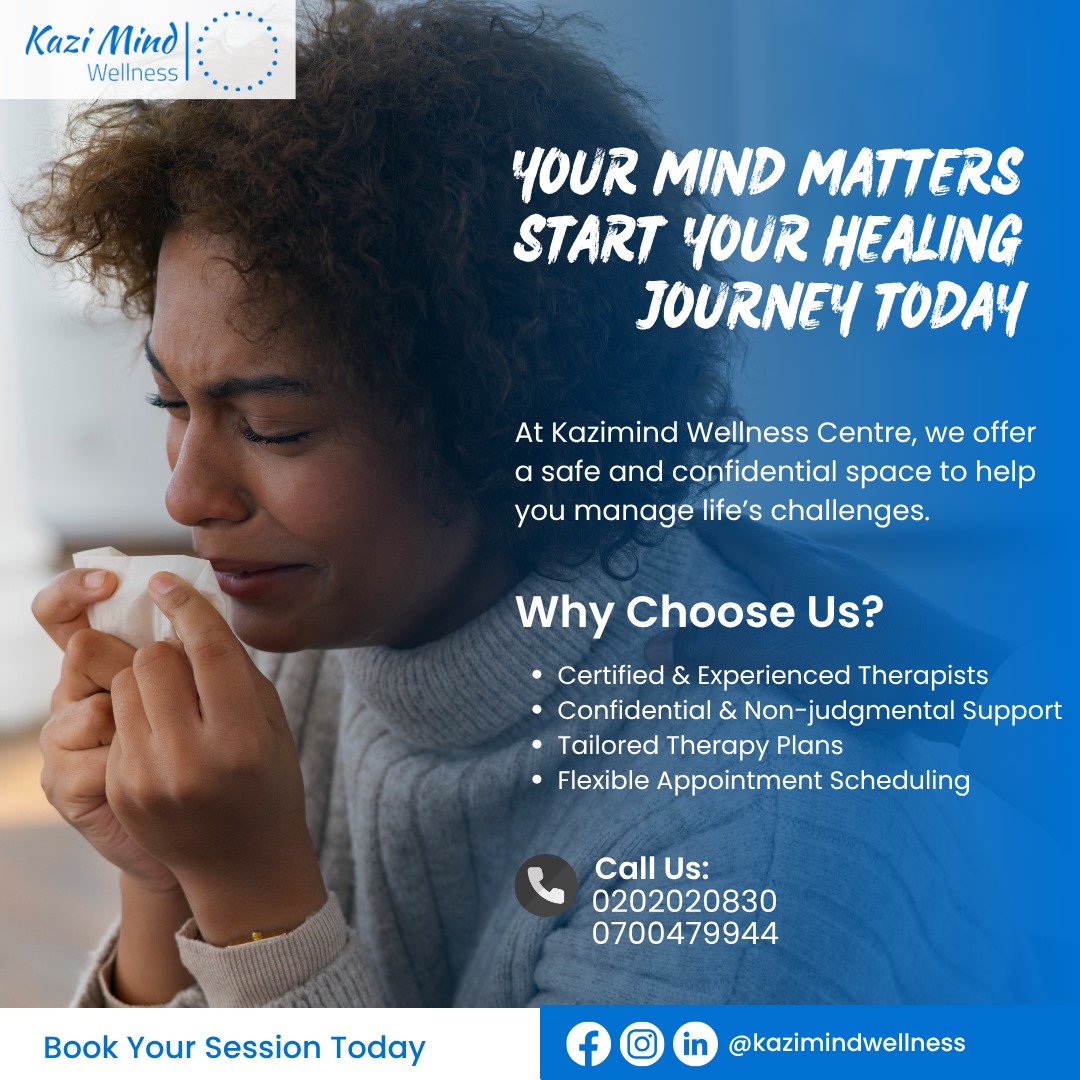 Kazi Mind
Wellness
YOUR MIND MATTERS
START YOUR HEALING
JOURNEY TODAY
At Kazimind Wellness Centre, we offer
a safe and confidential space to help
you manage life’s challenges.
Why Choose Us?
• Certified & Experienced Therapists
• Confidential & Non-judgmental Support
• Tailored Therapy Plans
• Flexible Appointment Scheduling
Call Us:
0202020830
0700479944
Book Your Session Today
@kazimindwellness